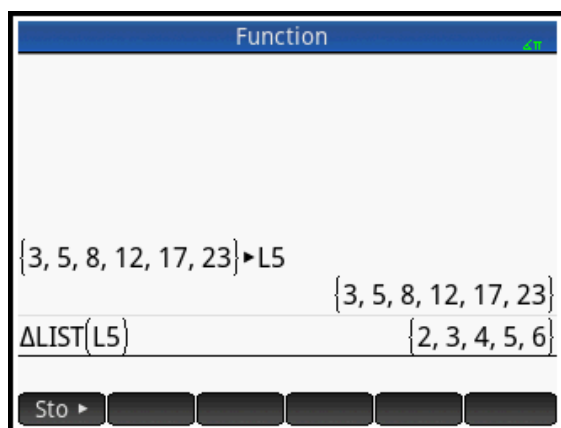 Function
∡π
{3, 5, 8, 12, 17, 23}▶L5
{3, 5, 8, 12, 17, 23}
ΔLIST(L5) {2, 3, 4, 5, 6}
Sto ▶